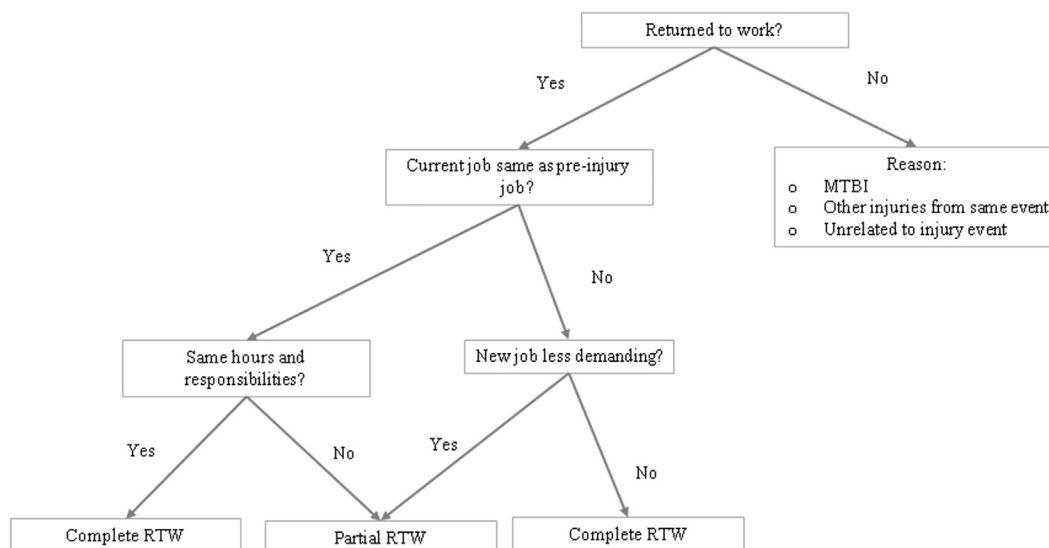 Returned to work?
Yes
No
Current job same as pre-injury
job?
Reason:
o MTBI
o Other injuries from same event
o Unrelated to injury event
Yes
No
Same hours and
responsibilities?
New job less demanding?
Yes
No
Yes
No
Complete RTW
Partial RTW
Complete RTW